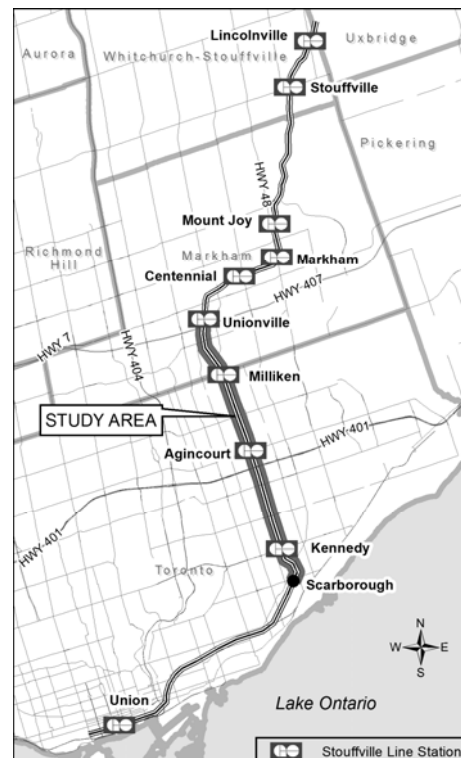 Lincolnville
Uxbridge
Aurora
Whitchurch-Stouffville
Stouffville
Pickering
HWY 48
Mount Joy
Richmond
Hill
Markham
Markham
Centennial
HWY 407
Unionville
HWY 7
HWY 404
Milliken
STUDY AREA
HWY-401
Agincourt
HWY-401
Kennedy
Toronto
Scarborough
N
W
E
S
Union
Lake Ontario
Stouffville Line Station